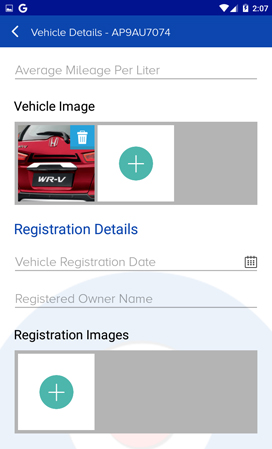 G
2:07
Vehicle Details - AP9AU7074
Average Mileage Per Liter
Vehicle Image
WR-V
Registration Details
Vehicle Registration Date
Registered Owner Name
Registration Images